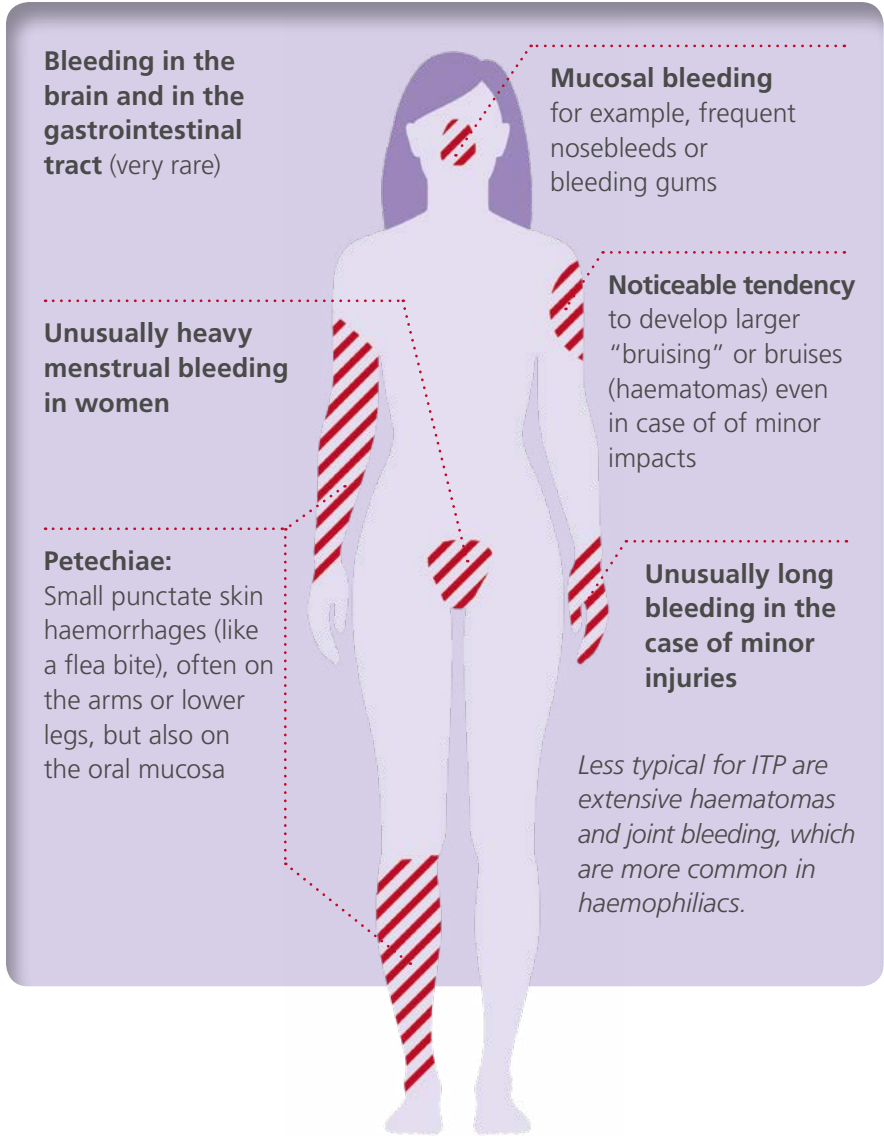 Bleeding in the
brain and in the
gastrointestinal
tract (very rare)
Mucosal bleeding
for example, frequent
nosebleeds or
bleeding gums
Unusually heavy
menstrual bleeding
in women
Noticeable tendency
to develop larger
“bruising” or bruises
(haematomas) even
in case of of minor
impacts
Petechiae:
Small punctate skin
haemorrhages (like
a flea bite), often on
the arms or lower
legs, but also on
the oral mucosa
Unusually long
bleeding in the
case of minor
injuries
Less typical for ITP are
extensive haematomas
and joint bleeding, which
are more common in
haemophiliacs.